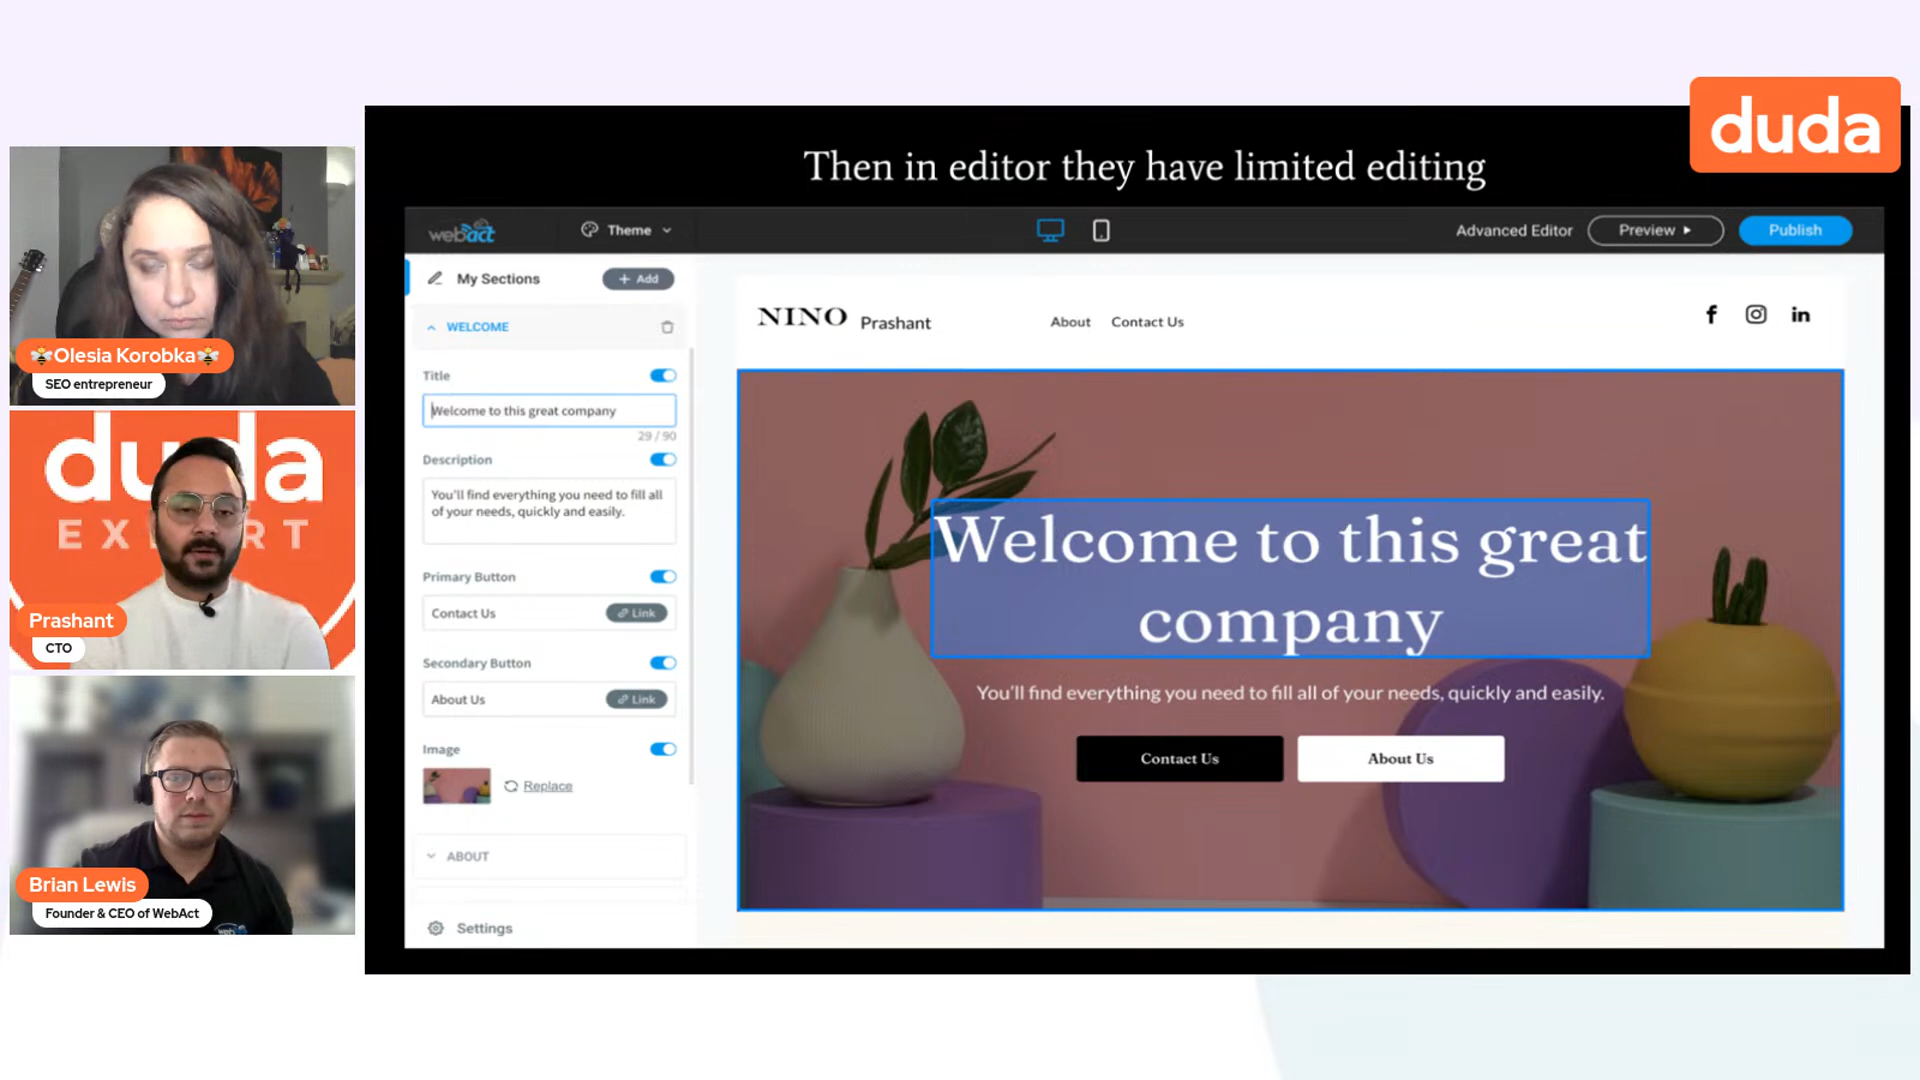 duda
Then in editor they have limited editing
webact
Theme
Advanced Editor
Preview
Publish
My Sections
+ Add
WELCOME
Title
Welcome to this great company
29 / 90
Description
You'll find everything you need to fill all
of your needs, quickly and easily.
Primary Button
Contact Us
Link
Secondary Button
About Us
Link
Image
Replace
ABOUT
Settings
NINO Prashant
About
Contact Us
Welcome to this great
company
You'll find everything you need to fill all of your needs, quickly and easily.
Contact Us
About Us
Olesia Korobka
SEO entrepreneur
Prashant
CTO
Brian Lewis
Founder & CEO of WebAct